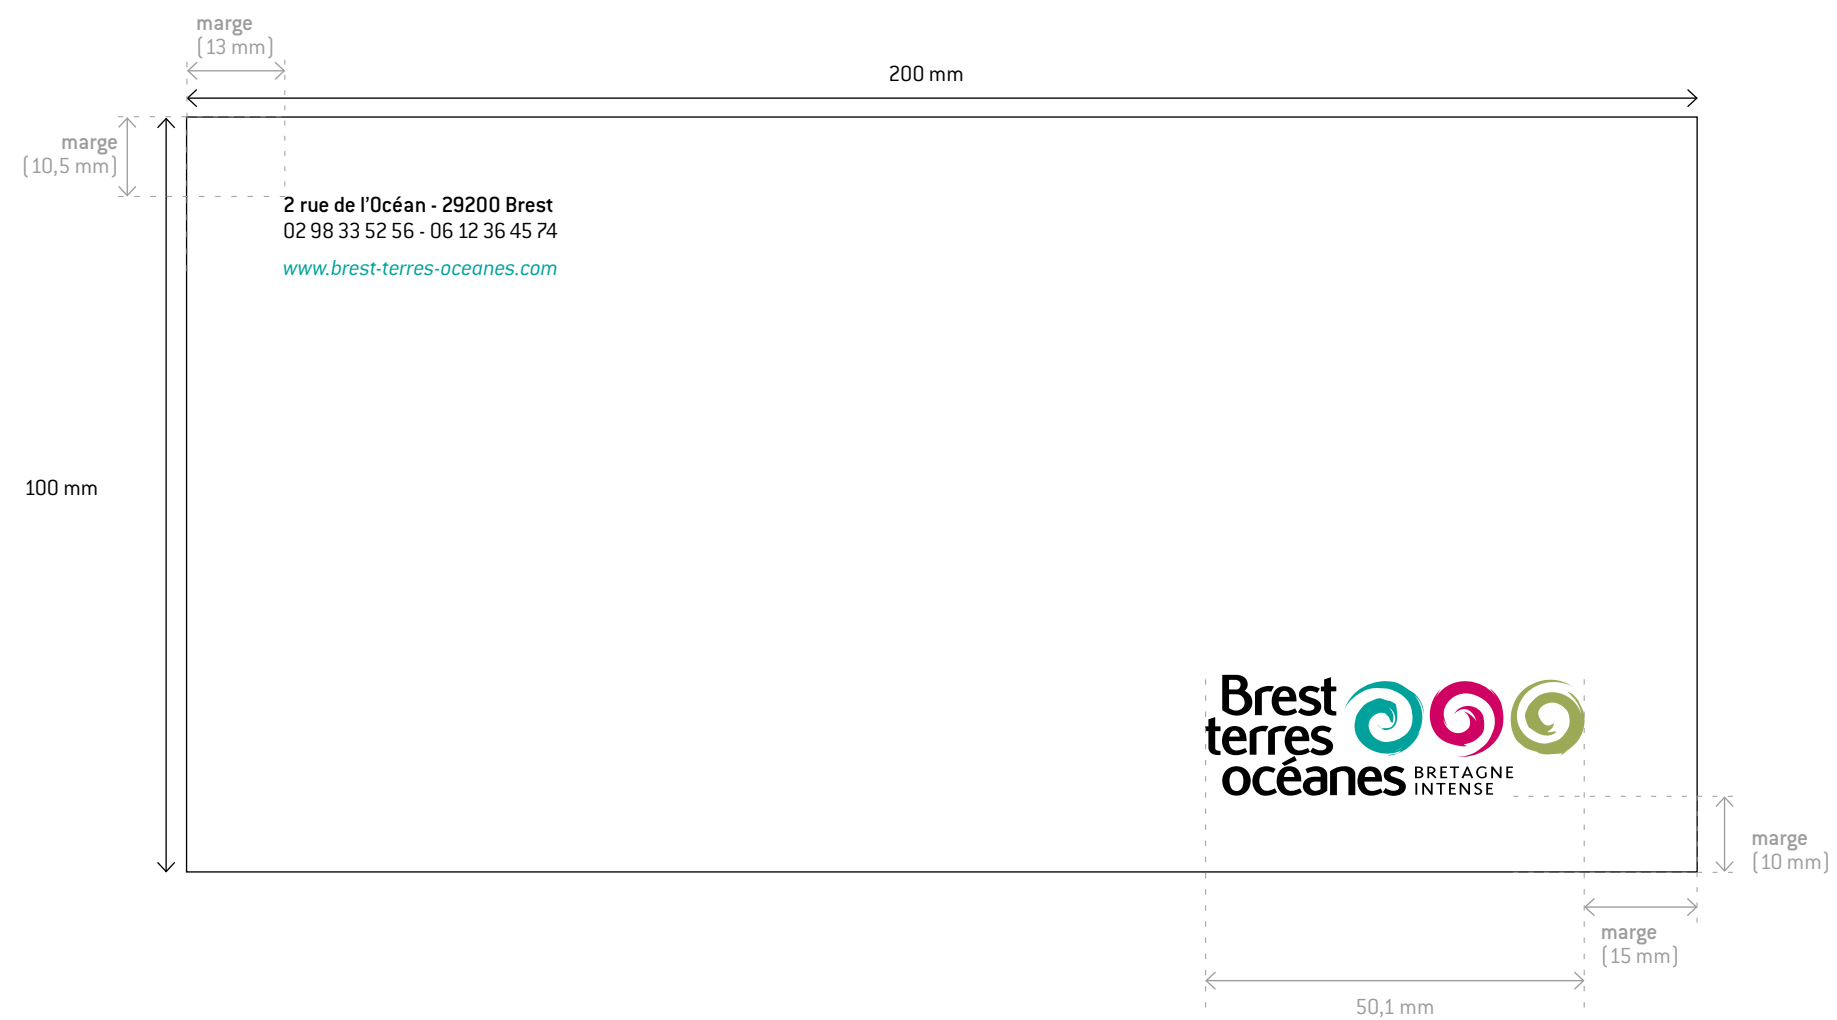 marge
(13 mm)
200 mm
marge
(10,5 mm)
2 rue de l’Océan - 29200 Brest
02 98 33 52 56 - 06 12 36 45 74
www.brest-terres-oceanes.com
100 mm
Brest
terres
océanes
BRETAGNE
INTENSE
marge
(10 mm)
marge
(15 mm)
50,1 mm